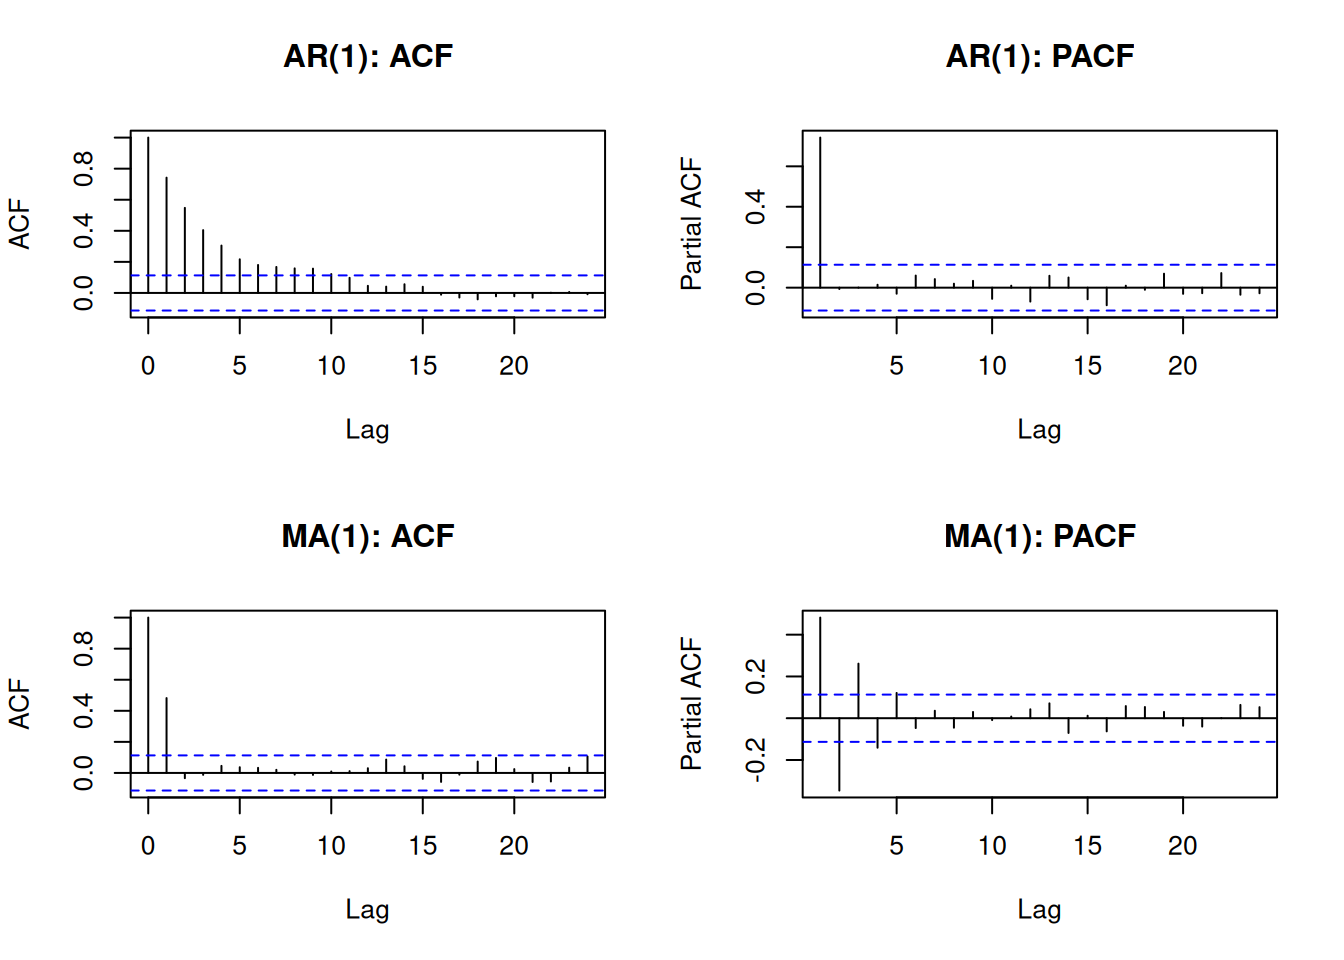 AR(1): ACF
ACF
0.0 0.4 0.8
0 5 10 15 20
Lag
AR(1): PACF
Partial ACF
0.0 0.4
5 10 15 20
Lag
MA(1): ACF
ACF
0.0 0.4 0.8
0 5 10 15 20
Lag
MA(1): PACF
Partial ACF
-0.2 0.2
5 10 15 20
Lag